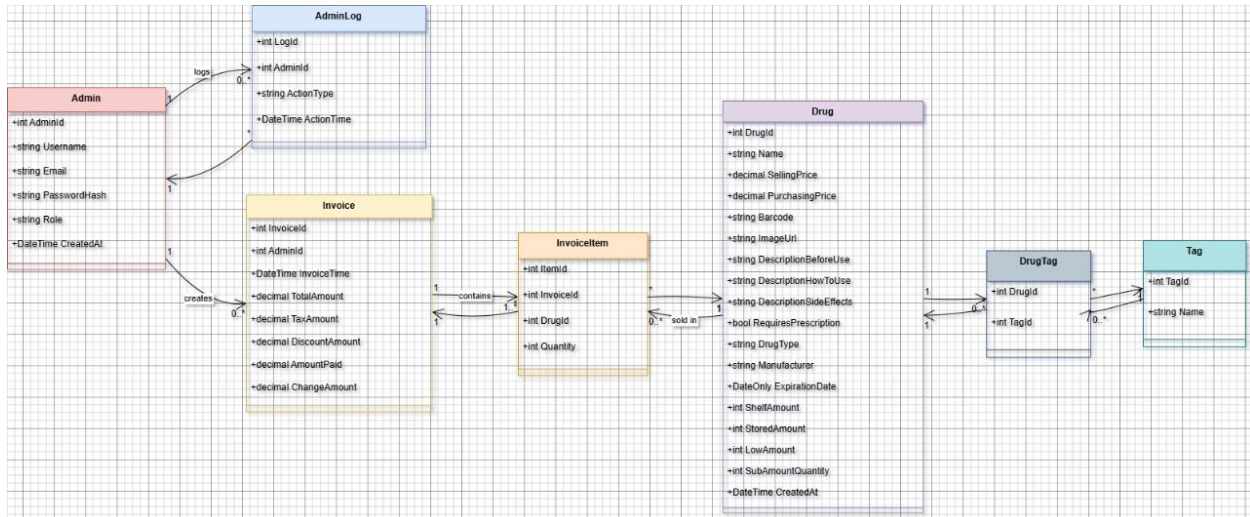 AdminLog
+int LogId
+int AdminId
+string ActionType
+DateTime ActionTime
logs
1
0..*
*
1
Admin
+int AdminId
+string Username
+string Email
+string PasswordHash
+string Role
+DateTime CreatedAt
1
creates
0..*
Invoice
+int InvoiceId
+int AdminId
+DateTime InvoiceTime
+decimal TotalAmount
+decimal TaxAmount
+decimal DiscountAmount
+decimal AmountPaid
+decimal ChangeAmount
1
contains
1..*
1
InvoiceItem
+int ItemId
+int InvoiceId
+int DrugId
+int Quantity
*
1
0..*
sold in
Drug
+int DrugId
+string Name
+decimal SellingPrice
+decimal PurchasingPrice
+string Barcode
+string ImageUrl
+string DescriptionBeforeUse
+string DescriptionHowToUse
+string DescriptionSideEffects
+bool RequiresPrescription
+string DrugType
+string Manufacturer
+DateOnly ExpirationDate
+int ShelfAmount
+int StoredAmount
+int LowAmount
+int SubAmountQuantity
+DateTime CreatedAt
1
0..*
1
DrugTag
+int DrugId
+int TagId
*
1
0..*
Tag
+int TagId
+string Name